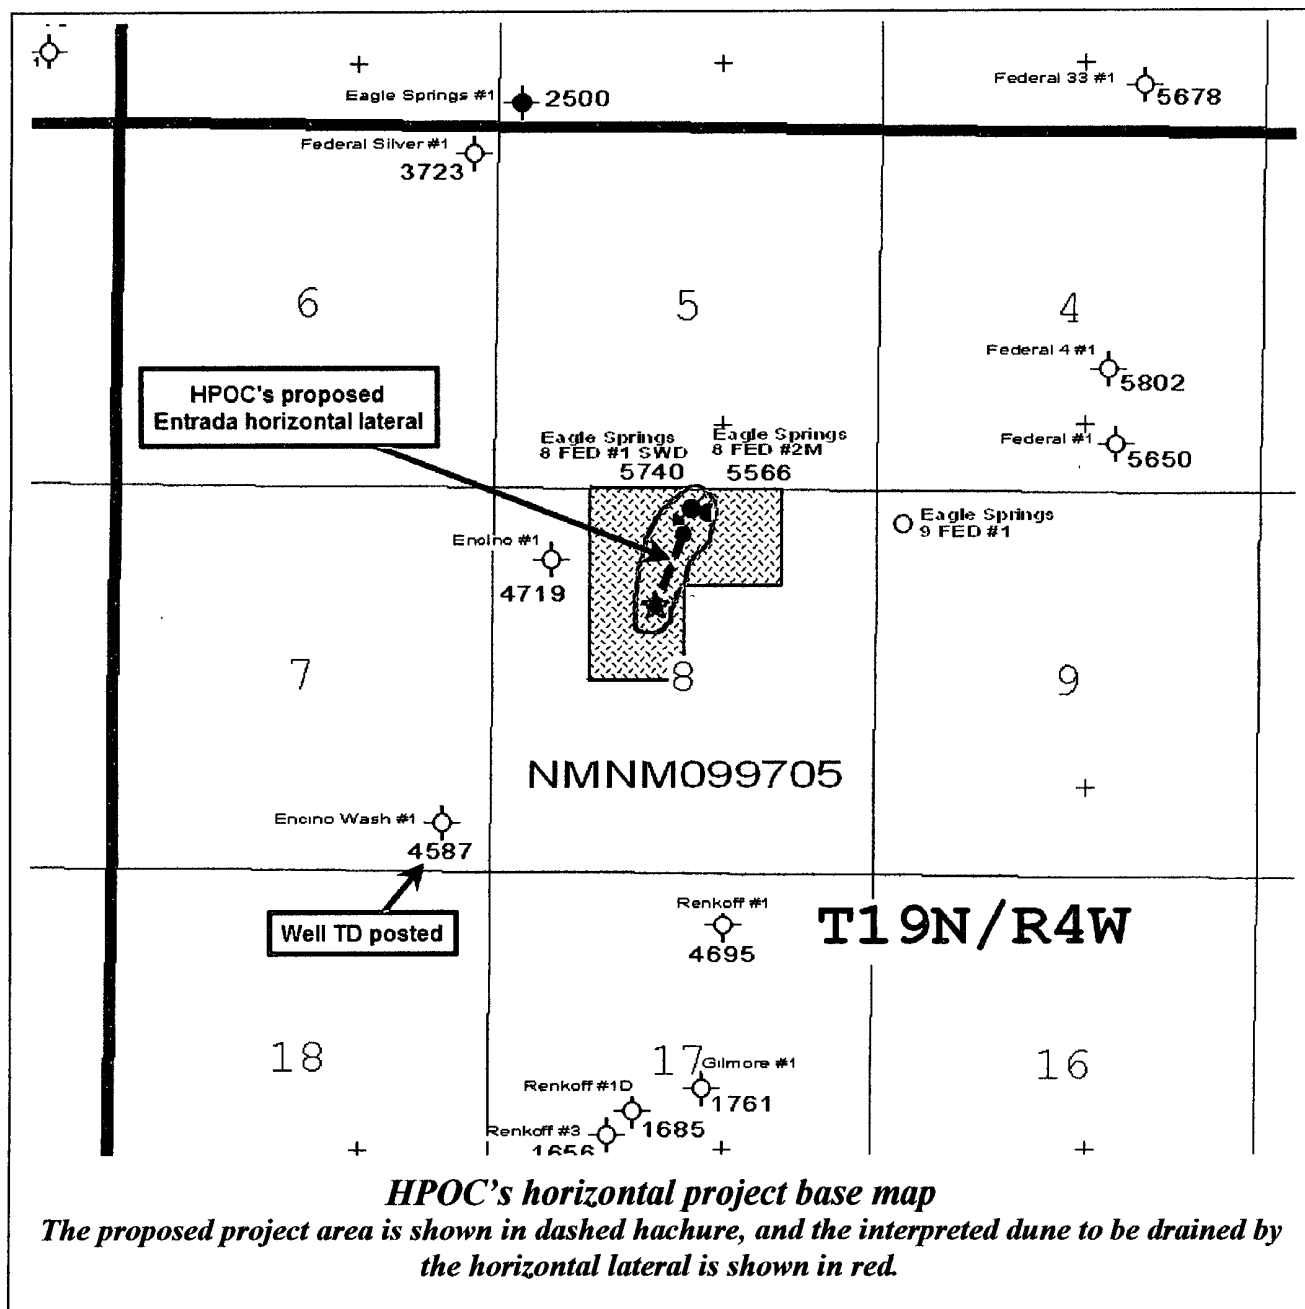 1
Eagle Springs #1
2500
Federal 33 #1
5678
Federal Silver #1
3723
6
5
4
Federal 4 #1
5802
HPOC's proposed
Entrada horizontal lateral
Eagle Springs
8 FED #1 SWD
5740
Eagle Springs
8 FED #2M
5566
Federal #1
5650
Eagle Springs
9 FED #1
Encino #1
4719
7
8
9
NMNM099705
Encino Wash #1
4587
Well TD posted
Renkoff #1
4695
T19N/R4W
18
17
16
Gilmore #1
1761
Renkoff #1D
1685
Renkoff #3
1656
HPOC's horizontal project base map
The proposed project area is shown in dashed hachure, and the interpreted dune to be drained by
the horizontal lateral is shown in red.